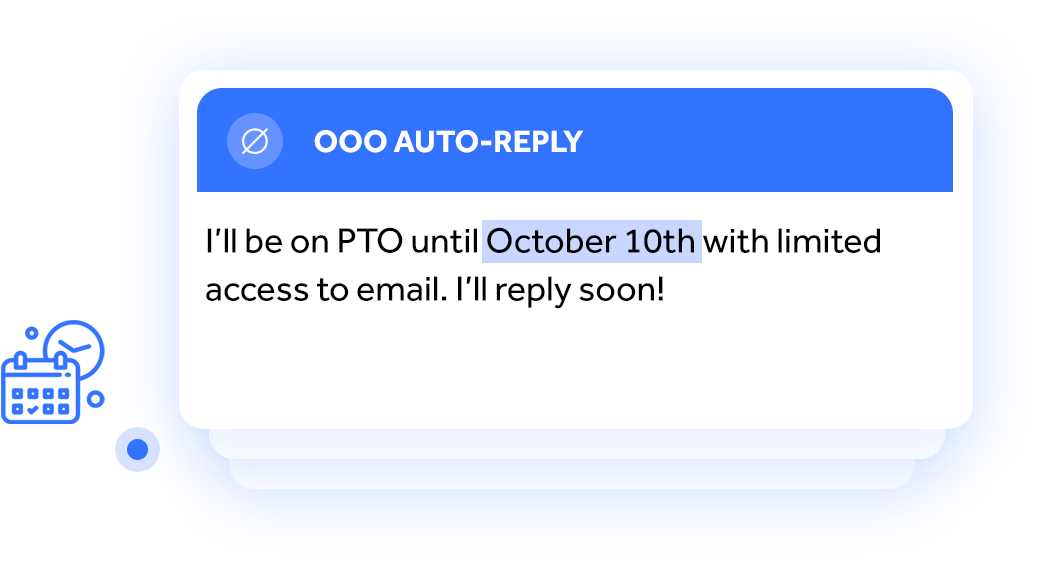 OOO AUTO-REPLY
I’ll be on PTO until October 10th with limited
access to email. I’ll reply soon!